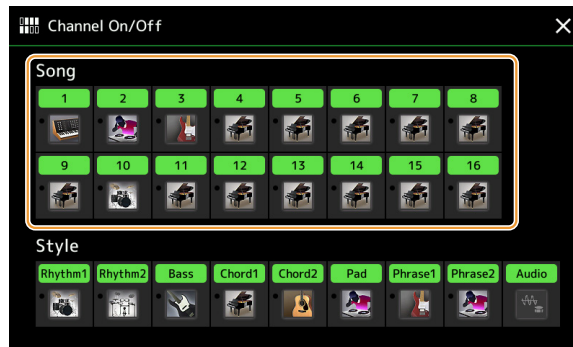 Channel On/Off
Song
1 2 3 4 5 6 7 8
9 10 11 12 13 14 15 16
Style
Rhythm1 Rhythm2 Bass Chord1 Chord2 Pad Phrase1 Phrase2 Audio